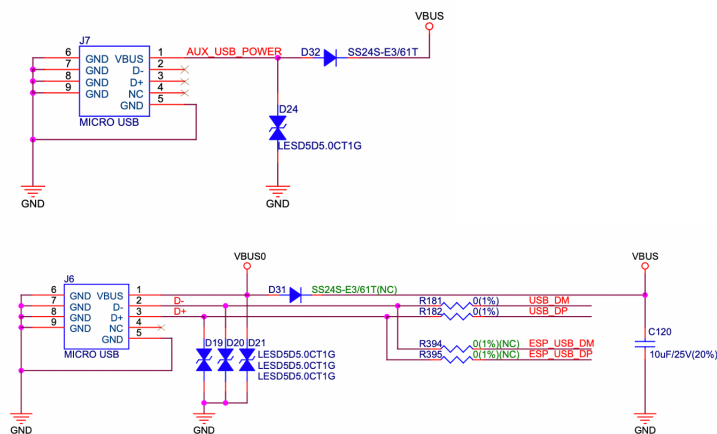 VBUS
J7
AUX_USB_POWER
D32
SS24S-E3/61T
6 GND VBUS 1
7 GND D- 2
8 GND D+ 3
9 GND NC 4
GND 5
MICRO USB
D24
LESD5D5.0CT1G
GND
GND
VBUS0
VBUS
J6
D31
SS24S-E3/61T(NC)
6 GND VBUS 1
7 GND D- 2 D-
8 GND D+ 3 D+
9 GND NC 4
GND 5
MICRO USB
R181 0(1%) USB_DM
R182 0(1%) USB_DP
D19 D20 D21
LESD5D5.0CT1G
LESD5D5.0CT1G
LESD5D5.0CT1G
R394 0(1%)(NC) ESP_USB_DM
R395 0(1%)(NC) ESP_USB_DP
C120
10uF/25V(20%)
GND
GND
GND